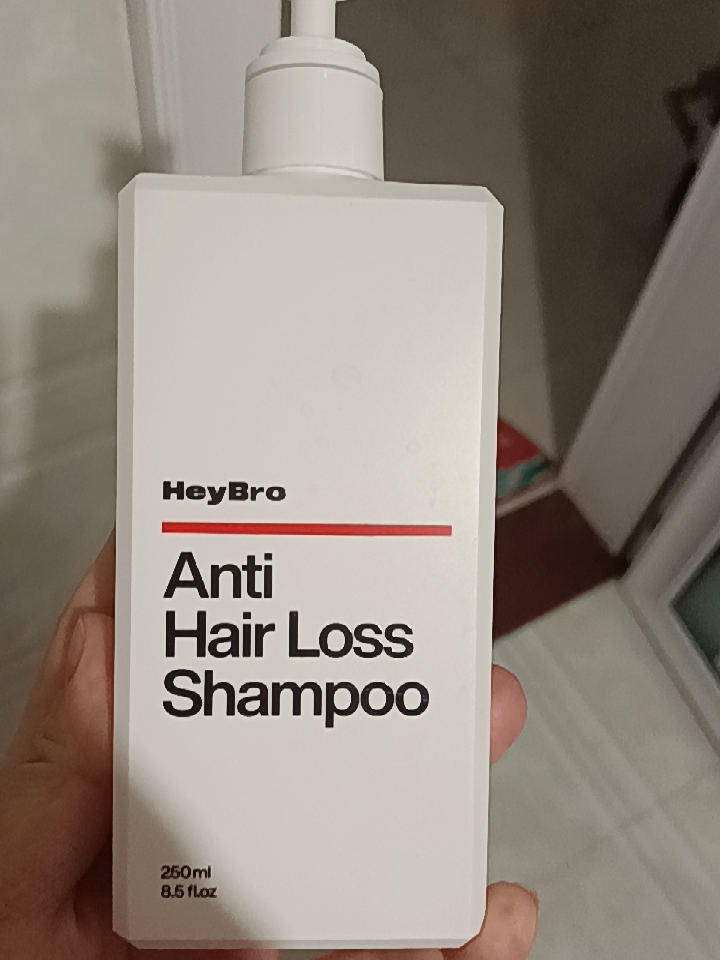 HeyBro
Anti
Hair Loss
Shampoo
250ml
8.5 fl.oz